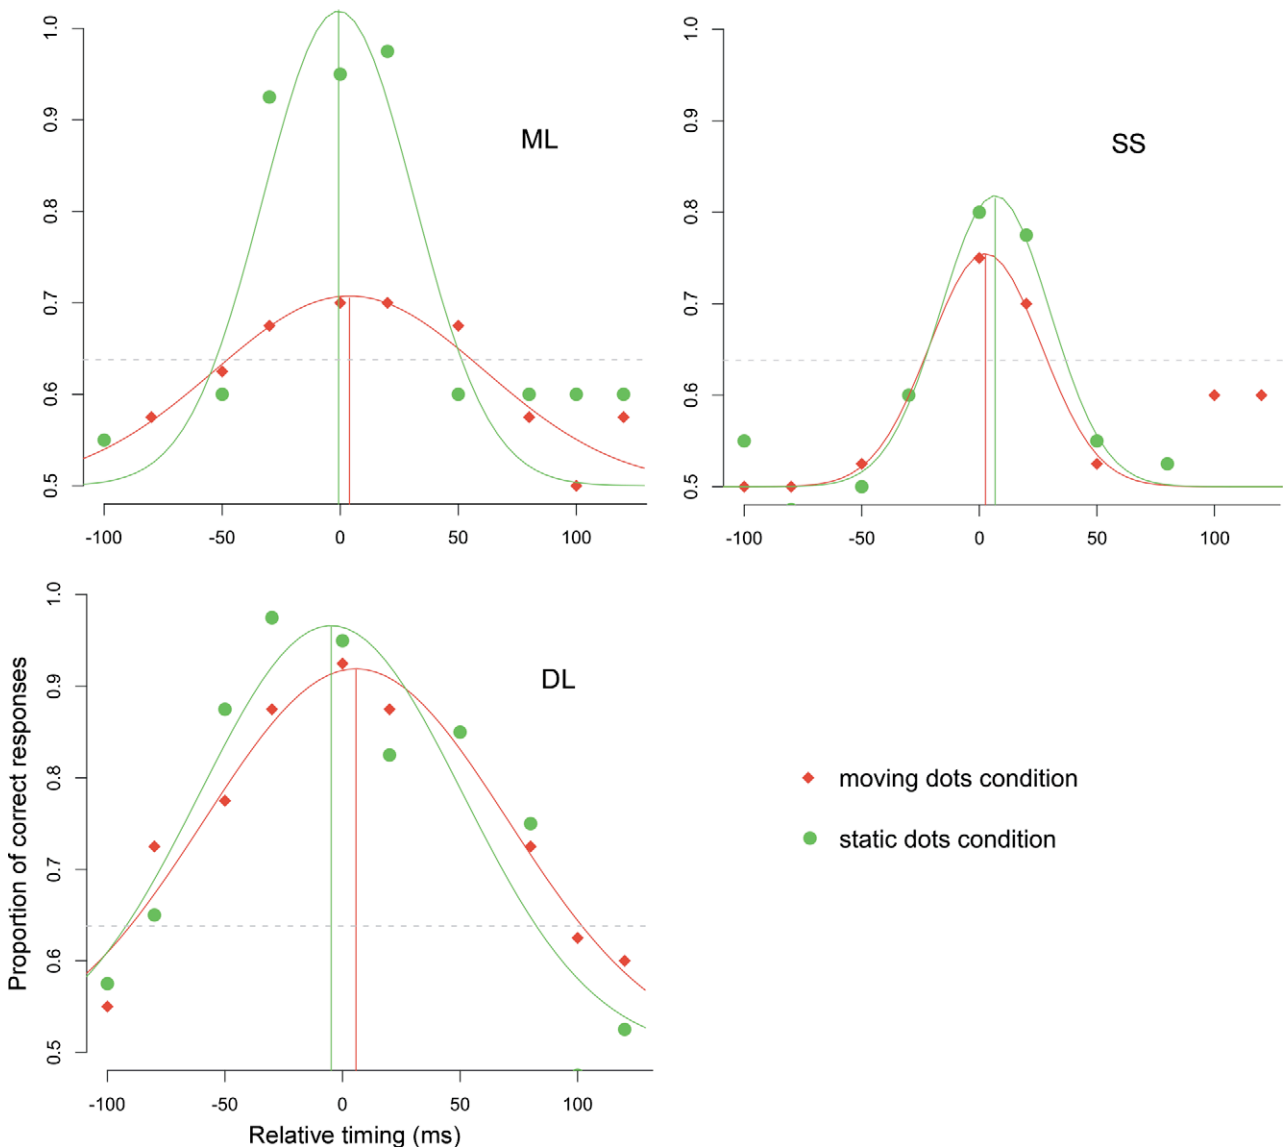 1.0
0.9
0.8
0.7
0.6
0.5
-100 -50 0 50 100
ML
1.0
0.9
0.8
0.7
0.6
0.5
-100 -50 0 50 100
SS
1.0
0.9
0.8
0.7
0.6
0.5
-100 -50 0 50 100
DL
Proportion of correct responses
Relative timing (ms)
moving dots condition
static dots condition